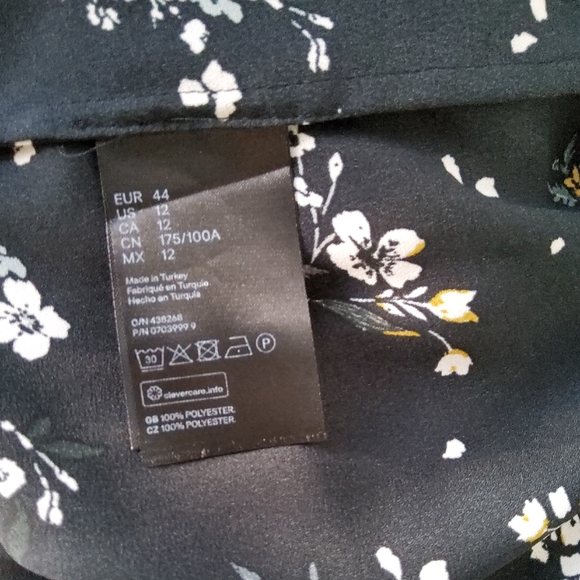 EUR 44
US 12
CA 12
CN 175/100A
MX 12
Made in Turkey
Fabriqué en Turquie
Hecho en Turquía
O/N 438268
P/N 0703999 9
30
P
clevercare.info
GB 100% POLYESTER.
CZ 100% POLYESTER.